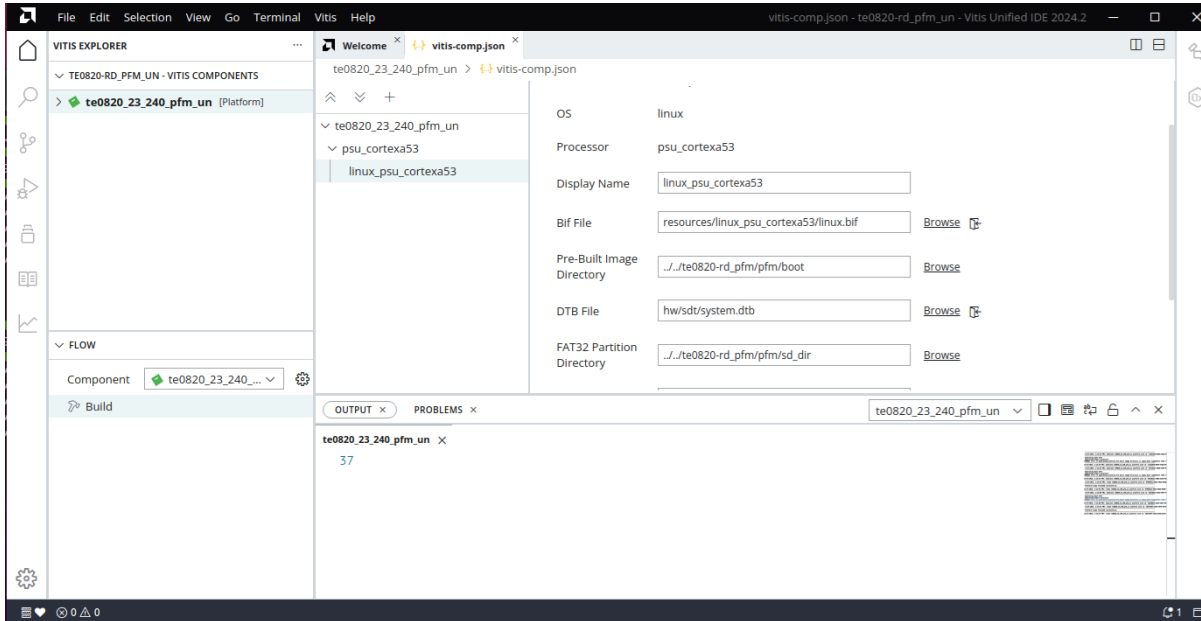 File Edit Selection View Go Terminal Vitis Help
vitis-comp.json - te0820-rd_pfm_un - Vitis Unified IDE 2024.2
VITIS EXPLORER
TE0820-RD_PFM_UN - VITIS COMPONENTS
te0820_23_240_pfm_un [Platform]
FLOW
Component te0820_23_240_...
Build
Welcome vitis-comp.json
te0820_23_240_pfm_un > vitis-comp.json
te0820_23_240_pfm_un
psu_cortexa53
linux_psu_cortexa53
OS linux
Processor psu_cortexa53
Display Name linux_psu_cortexa53
Bif File resources/linux_psu_cortexa53/linux.bif Browse
Pre-Built Image
Directory ../../te0820-rd_pfm/pfm/boot Browse
DTB File hw/sdt/system.dtb Browse
FAT32 Partition
Directory ../../te0820-rd_pfm/pfm/sd_dir Browse
OUTPUT PROBLEMS te0820_23_240_pfm_un
te0820_23_240_pfm_un
37
0 0
1